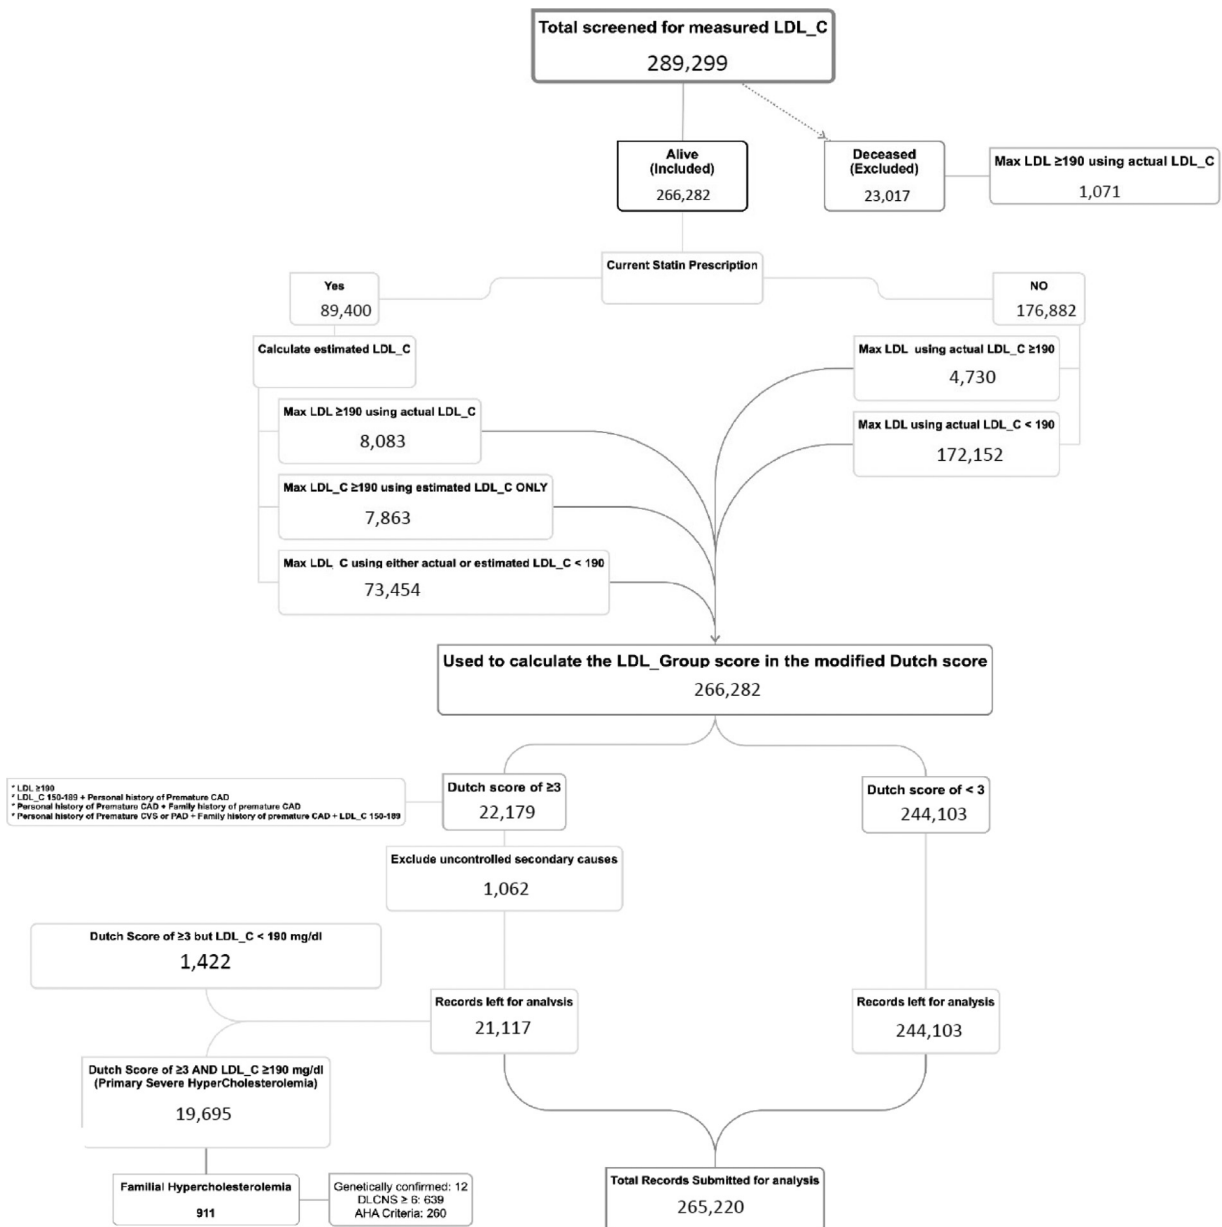 Total screened for measured LDL_C
289,299
Alive
(Included)
266,282
Deceased
(Excluded)
23,017
Max LDL ≥190 using actual LDL_C
1,071
Current Statin Prescription
Yes
89,400
NO
176,882
Calculate estimated LDL_C
Max LDL using actual LDL_C ≥190
4,730
Max LDL ≥190 using actual LDL_C
8,083
Max LDL using actual LDL_C < 190
172,152
Max LDL_C ≥190 using estimated LDL_C ONLY
7,863
Max LDL_C using either actual or estimated LDL_C < 190
73,454
Used to calculate the LDL_Group score in the modified Dutch score
266,282
* LDL ≥190
* LDL_C 150-189 + Personal history of Premature CAD
* Personal history of Premature CAD + Family history of premature CAD
* Personal history of Premature CVS or PAD + Family history of premature CAD + LDL_C 150-189
Dutch score of ≥3
22,179
Dutch score of < 3
244,103
Exclude uncontrolled secondary causes
1,062
Dutch Score of ≥3 but LDL_C < 190 mg/dl
1,422
Records left for analysis
21,117
Records left for analysis
244,103
Dutch Score of ≥3 AND LDL_C ≥190 mg/dl
(Primary Severe HyperCholesterolemia)
19,695
Familial Hypercholesterolemia
911
Genetically confirmed: 12
DLCNS ≥ 6: 639
AHA Criteria: 260
Total Records Submitted for analysis
265,220